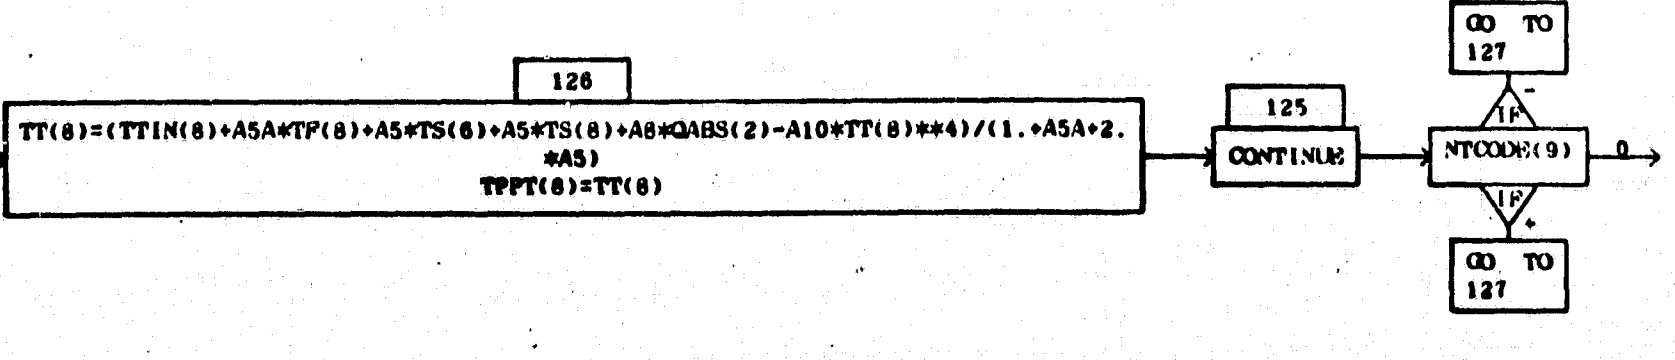 126
TT(8)=(TTIN(8)+A5A*TF(8)+A5*TS(6)+A5*TS(8)+A8*QABS(2)-A10*TT(8)**4)/(1.+A5A+2.
*A5)
TPPT(8)=TT(8)
125
CONTINUE
GO TO
127
-
IF
NTCODE(9)
0
IF
+
GO TO
127